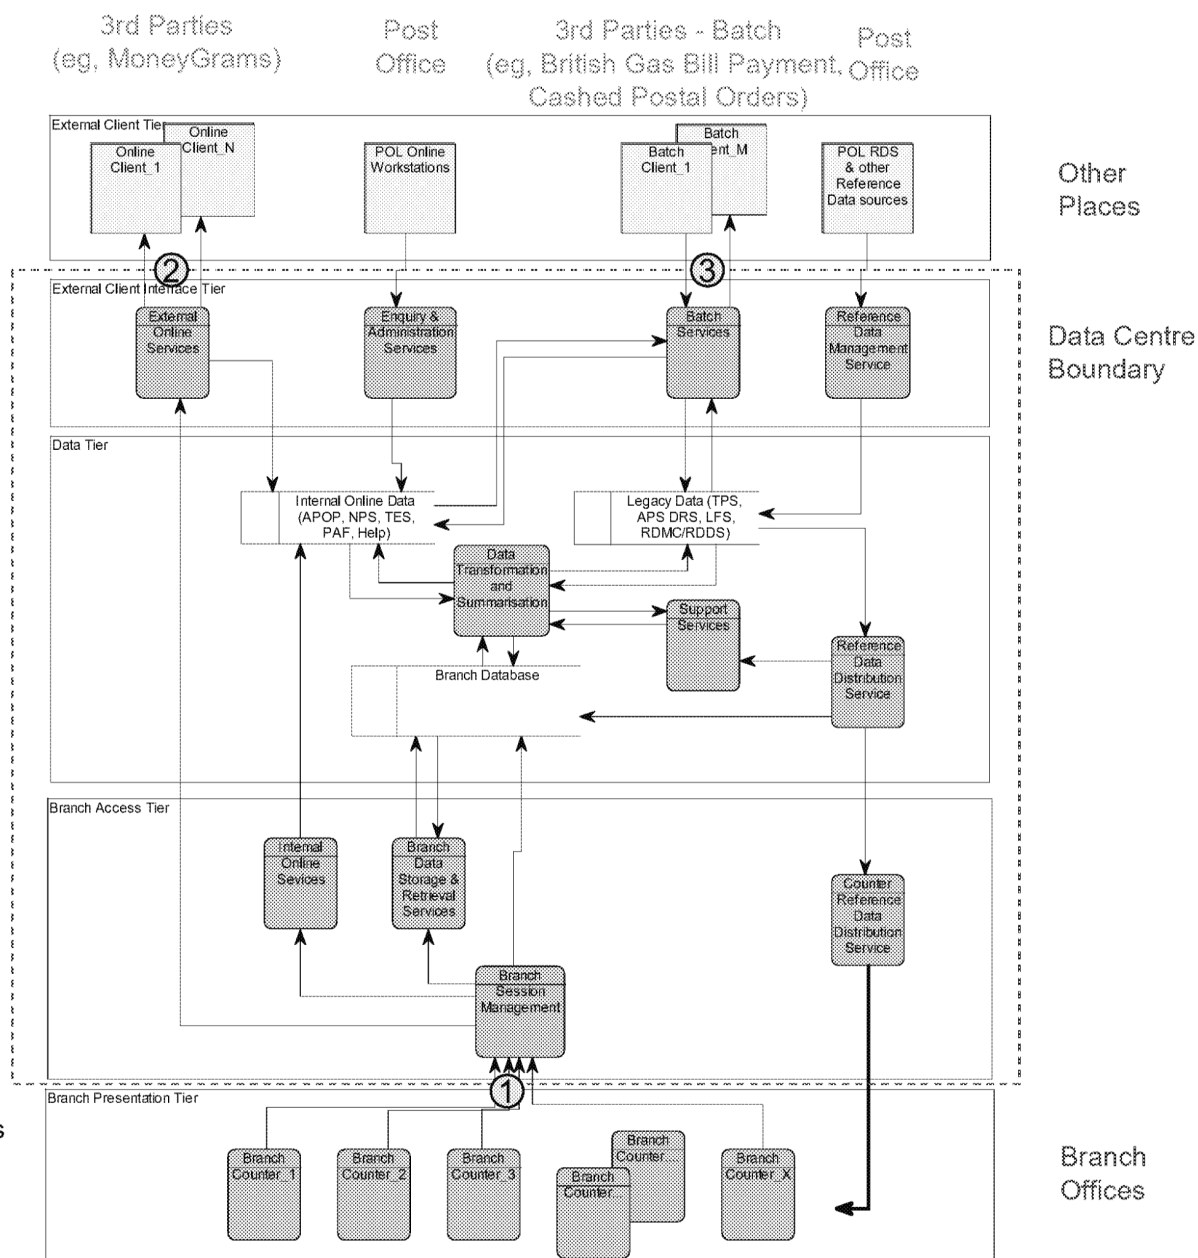 3rd Parties
(eg, MoneyGrams)
Post
Office
3rd Parties - Batch
(eg, British Gas Bill Payment,
Cashed Postal Orders)
Post
Office
External Client Tier
Online
Client_N
Online
Client_1
POL Online
Workstations
Batch
ent_M
Batch
Client_1
POL RDS
& other
Reference
Data sources
Other
Places
2
3
External Client Interface Tier
External
Online
Services
Enquiry &
Administration
Services
Batch
Services
Reference
Data
Management
Service
Data Centre
Boundary
Data Tier
Internal Online Data
(APOP, NPS, TES,
PAF, Help)
Legacy Data (TPS,
APS DRS, LFS,
RDMC/RDDS)
Data
Transformation
and
Summarisation
Support
Services
Reference
Data
Distribution
Service
Branch Database
Branch Access Tier
Internal
Online
Sevices
Branch
Data
Storage &
Retrieval
Services
Counter
Reference
Data
Distribution
Service
Branch
Session
Management
1
Branch Presentation Tier
s
Branch
Counter_1
Branch
Counter_2
Branch
Counter_3
Branch
Counter...
Branch
Counter...
Branch
Counter_X
Branch
Offices